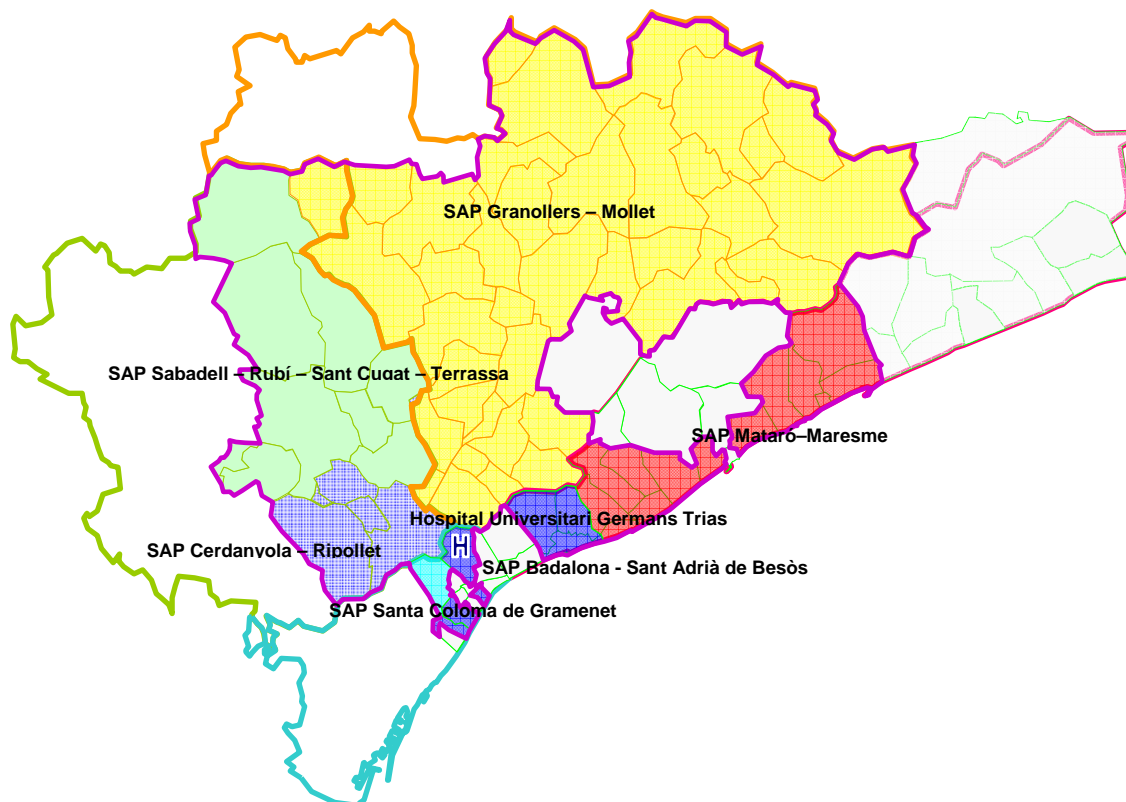 SAP Granollers – Mollet
SAP Sabadell – Rubí – Sant Cugat – Terrassa
SAP Mataró–Maresme
Hospital Universitari Germans Trias
H
SAP Cerdanyola – Ripollet
SAP Badalona - Sant Adrià de Besòs
SAP Santa Coloma de Gramenet